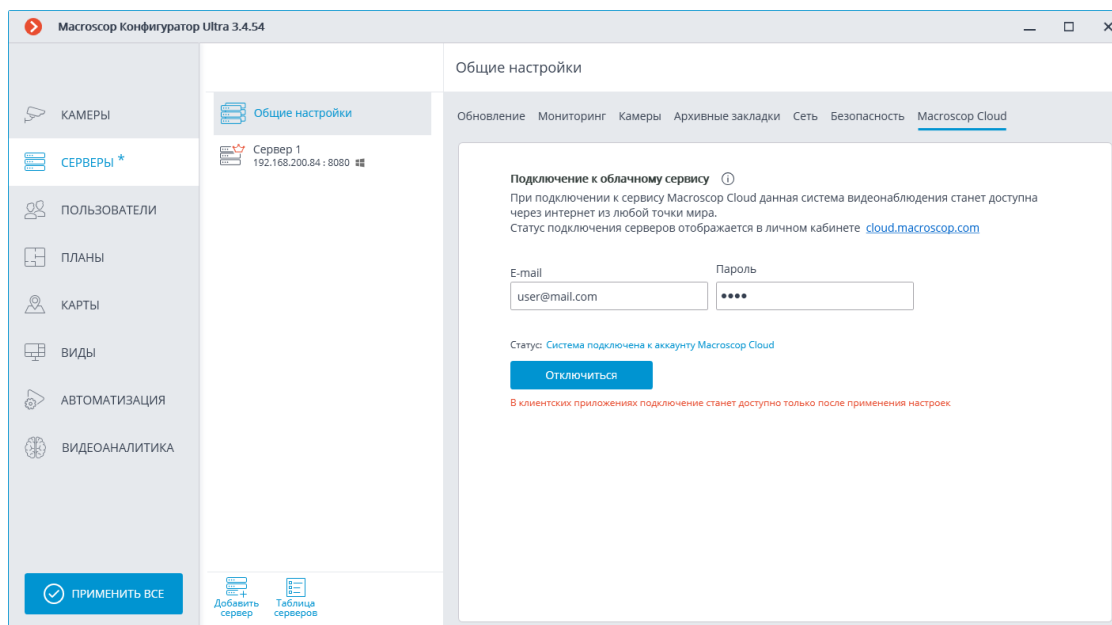 Macroscop Конфигуратор Ultra 3.4.54
Общие настройки
КАМЕРЫ
СЕРВЕРЫ *
ПОЛЬЗОВАТЕЛИ
ПЛАНЫ
КАРТЫ
ВИДЫ
АВТОМАТИЗАЦИЯ
ВИДЕОАНАЛИТИКА
ПРИМЕНИТЬ ВСЕ
Общие настройки
Сервер 1
192.168.200.84 : 8080
Добавить сервер
Таблица серверов
Обновление Мониторинг Камеры Архивные закладки Сеть Безопасность Macroscop Cloud
Подключение к облачному сервису
При подключении к сервису Macroscop Cloud данная система видеонаблюдения станет доступна
через интернет из любой точки мира.
Статус подключения серверов отображается в личном кабинете cloud.macroscop.com
E-mail
Пароль
user@mail.com
••••
Статус: Система подключена к аккаунту Macroscop Cloud
Отключиться
В клиентских приложениях подключение станет доступно только после применения настроек